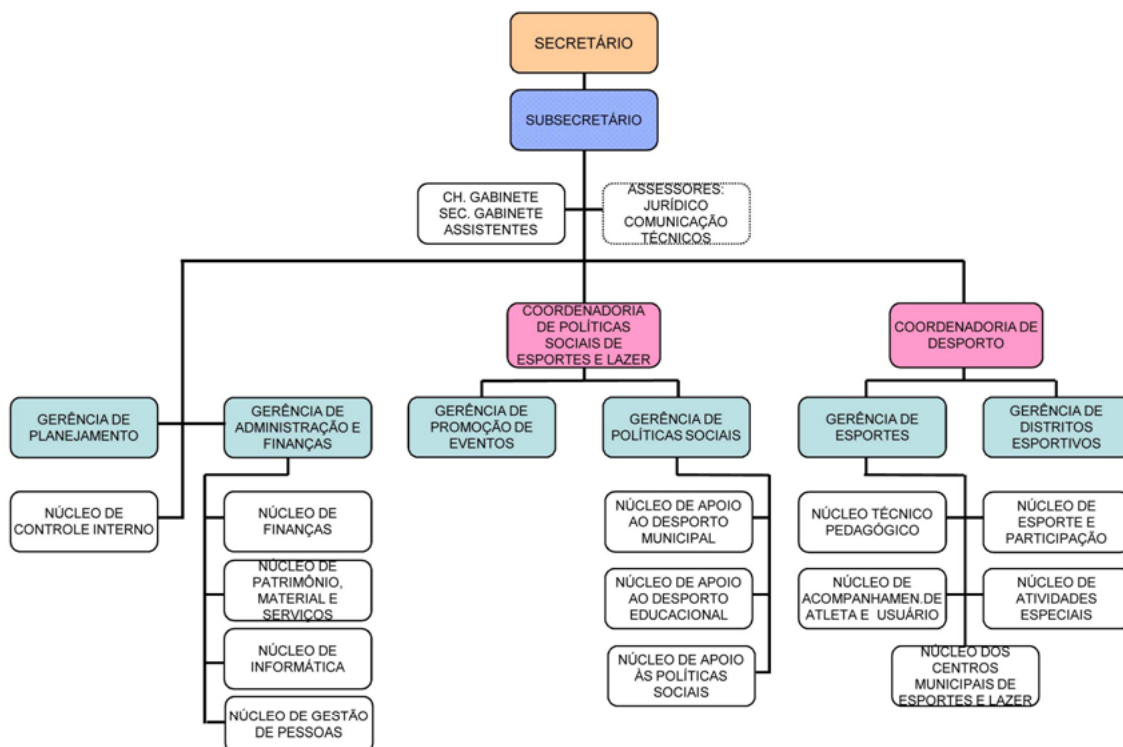 SECRETÁRIO
SUBSECRETÁRIO
CH. GABINETE
SEC. GABINETE
ASSISTENTES
ASSESSORES:
JURÍDICO
COMUNICAÇÃO
TÉCNICOS
COORDENADORIA
DE POLÍTICAS
SOCIAIS DE
ESPORTES E LAZER
COORDENADORIA DE
DESPORTO
GERÊNCIA DE
PLANEJAMENTO
GERÊNCIA DE
ADMINISTRAÇÃO E
FINANÇAS
GERÊNCIA DE
PROMOÇÃO DE
EVENTOS
GERÊNCIA DE
POLÍTICAS SOCIAIS
GERÊNCIA DE
ESPORTES
GERÊNCIA DE
DISTRITOS
ESPORTIVOS
NÚCLEO DE
CONTROLE INTERNO
NÚCLEO DE
FINANÇAS
NÚCLEO DE
PATRIMÔNIO,
MATERIAL E
SERVIÇOS
NÚCLEO DE
INFORMÁTICA
NÚCLEO DE GESTÃO
DE PESSOAS
NÚCLEO DE APOIO
AO DESPORTO
MUNICIPAL
NÚCLEO DE APOIO
AO DESPORTO
EDUCACIONAL
NÚCLEO DE APOIO
ÀS POLÍTICAS
SOCIAIS
NÚCLEO TÉCNICO
PEDAGÓGICO
NÚCLEO DE
ESPORTE E
PARTICIPAÇÃO
NÚCLEO DE
ACOMPANHAMEN.DE
ATLETA E USUÁRIO
NÚCLEO DE
ATIVIDADES
ESPECIAIS
NÚCLEO DOS
CENTROS
MUNICIPAIS DE
ESPORTES E LAZER